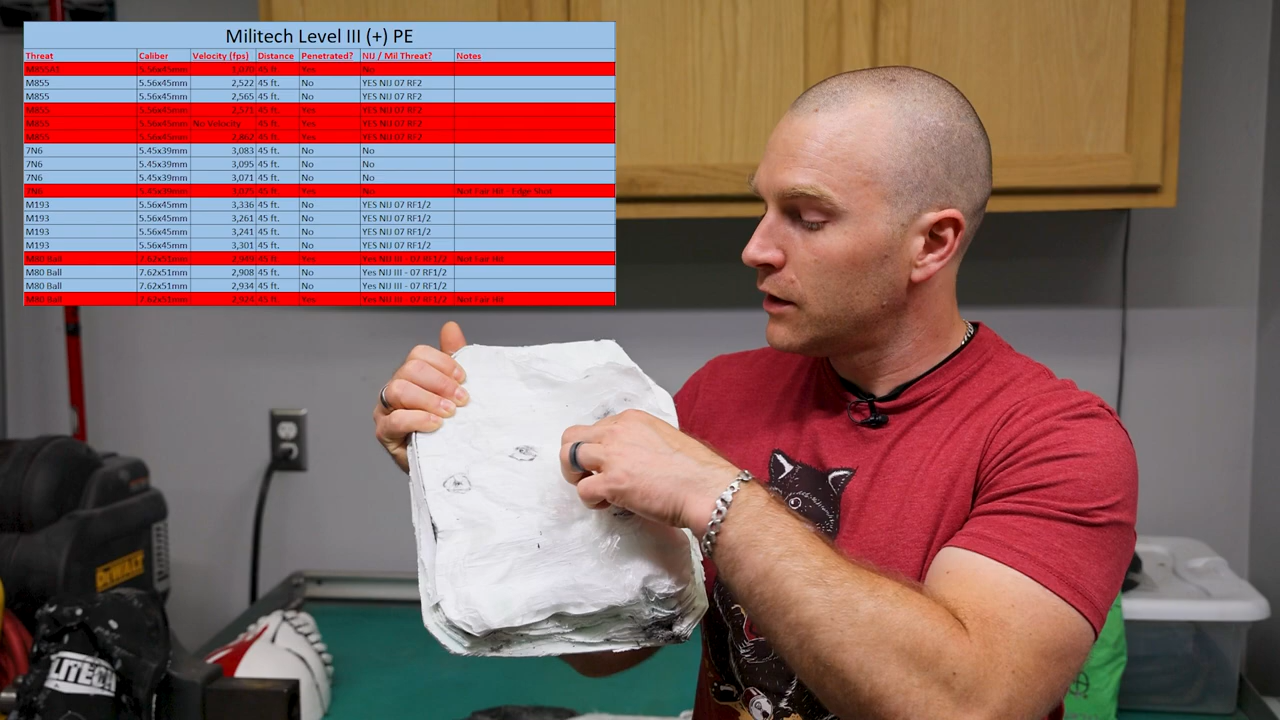 Militech Level III (+) PE
Threat Caliber Velocity (fps) Distance Penetrated? NIJ / Mil Threat? Notes
M855A1 5.56x45mm 3,070 45 ft. Yes No
M855 5.56x45mm 2,522 45 ft. No YES NIJ 07 RF2
M855 5.56x45mm 2,565 45 ft. No YES NIJ 07 RF2
M855 5.56x45mm 2,571 45 ft. Yes YES NIJ 07 RF2
M855 5.56x45mm No Velocity 45 ft. Yes YES NIJ 07 RF2
M855 5.56x45mm 2,862 45 ft. Yes YES NIJ 07 RF2
7N6 5.45x39mm 3,083 45 ft. No No
7N6 5.45x39mm 3,095 45 ft. No No
7N6 5.45x39mm 3,071 45 ft. No No
7N6 5.45x39mm 3,075 45 ft. Yes No Not Fair Hit - Edge Shot
M193 5.56x45mm 3,336 45 ft. No YES NIJ 07 RF1/2
M193 5.56x45mm 3,261 45 ft. No YES NIJ 07 RF1/2
M193 5.56x45mm 3,241 45 ft. No YES NIJ 07 RF1/2
M193 5.56x45mm 3,301 45 ft. No YES NIJ 07 RF1/2
M80 Ball 7.62x51mm 2,949 45 ft. Yes Yes NIJ III - 07 RF1/2 Not Fair Hit
M80 Ball 7.62x51mm 2,908 45 ft. No Yes NIJ III - 07 RF1/2
M80 Ball 7.62x51mm 2,934 45 ft. No Yes NIJ III - 07 RF1/2
M80 Ball 7.62x51mm 2,924 45 ft. Yes Yes NIJ III - 07 RF1/2 Not Fair Hit
DEWALT